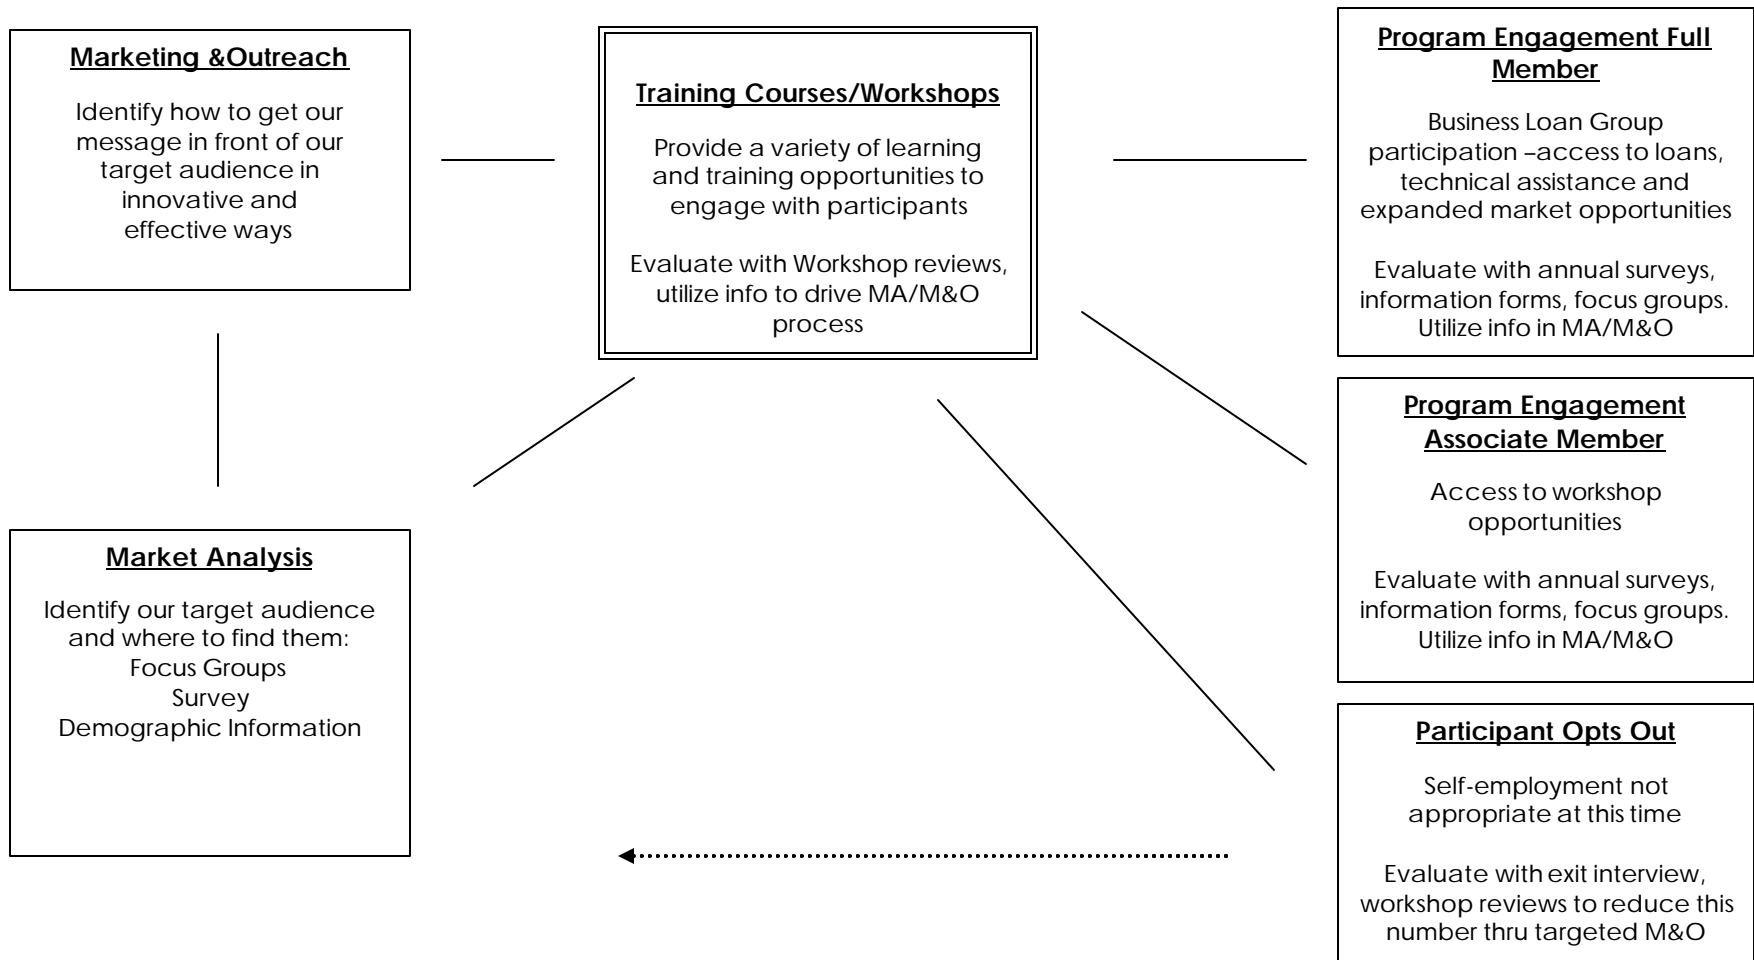 Marketing &Outreach
Identify how to get our
message in front of our
target audience in
innovative and
effective ways
Training Courses/Workshops
Provide a variety of learning
and training opportunities to
engage with participants
Evaluate with Workshop reviews,
utilize info to drive MA/M&O
process
Program Engagement Full
Member
Business Loan Group
participation –access to loans,
technical assistance and
expanded market opportunities
Evaluate with annual surveys,
information forms, focus groups.
Utilize info in MA/M&O
Program Engagement
Associate Member
Access to workshop
opportunities
Evaluate with annual surveys,
information forms, focus groups.
Utilize info in MA/M&O
Market Analysis
Identify our target audience
and where to find them:
Focus Groups
Survey
Demographic Information
Participant Opts Out
Self-employment not
appropriate at this time
Evaluate with exit interview,
workshop reviews to reduce this
number thru targeted M&O